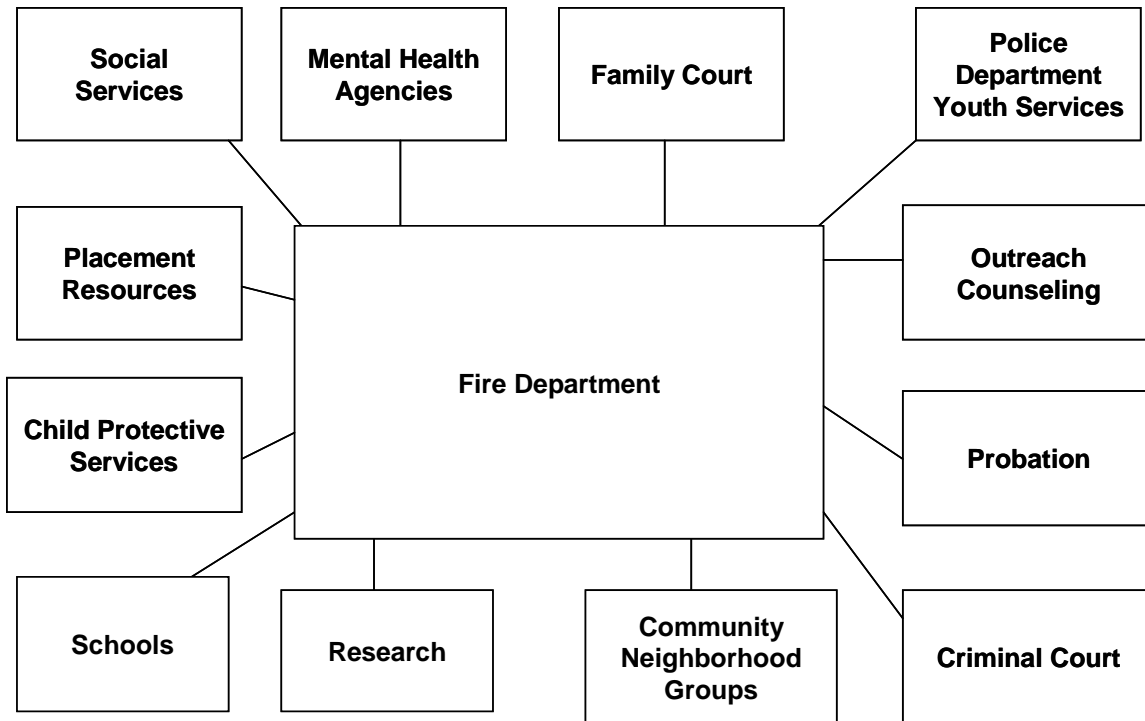 Social
Services
Mental Health
Agencies
Family Court
Police
Department
Youth Services
Placement
Resources
Outreach
Counseling
Fire Department
Child Protective
Services
Probation
Schools
Research
Community
Neighborhood
Groups
Criminal Court